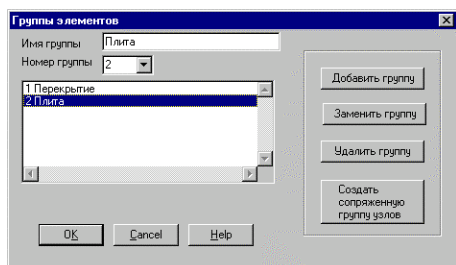 Группы элементов
Имя группы Плита
Номер группы 2
1 Перекрытие
2 Плита
Добавить группу
Заменить группу
Удалить группу
Создать
сопряженную
группу узлов
OK Cancel Help